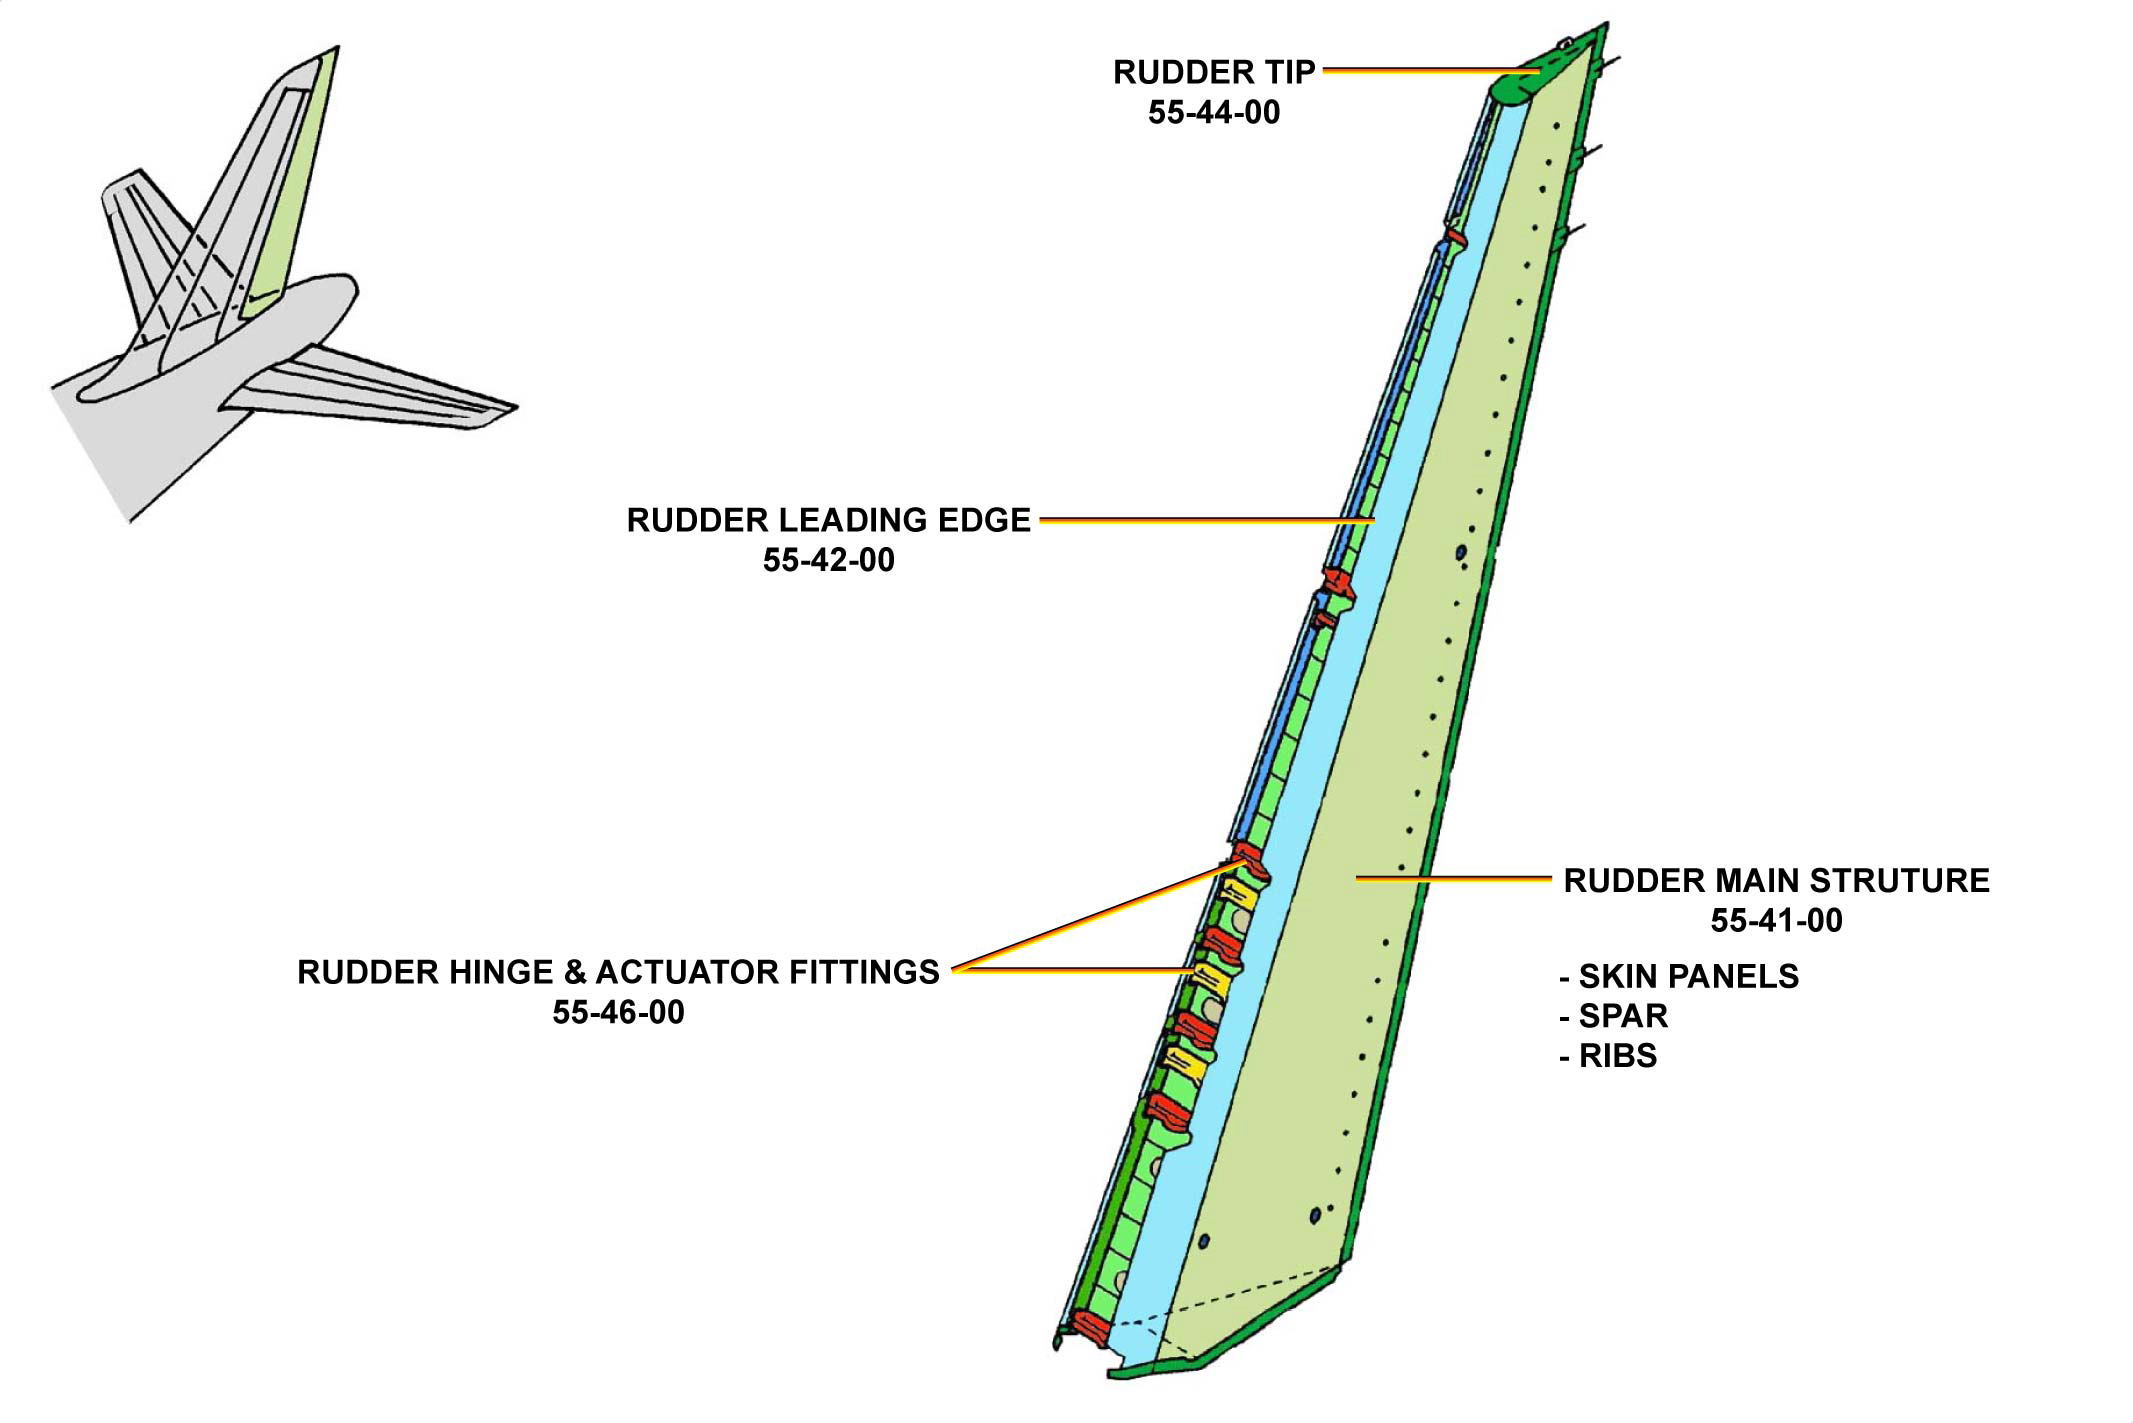 RUDDER TIP
55-44-00
RUDDER LEADING EDGE
55-42-00
RUDDER MAIN STRUTURE
55-41-00
- SKIN PANELS
- SPAR
- RIBS
RUDDER HINGE & ACTUATOR FITTINGS
55-46-00